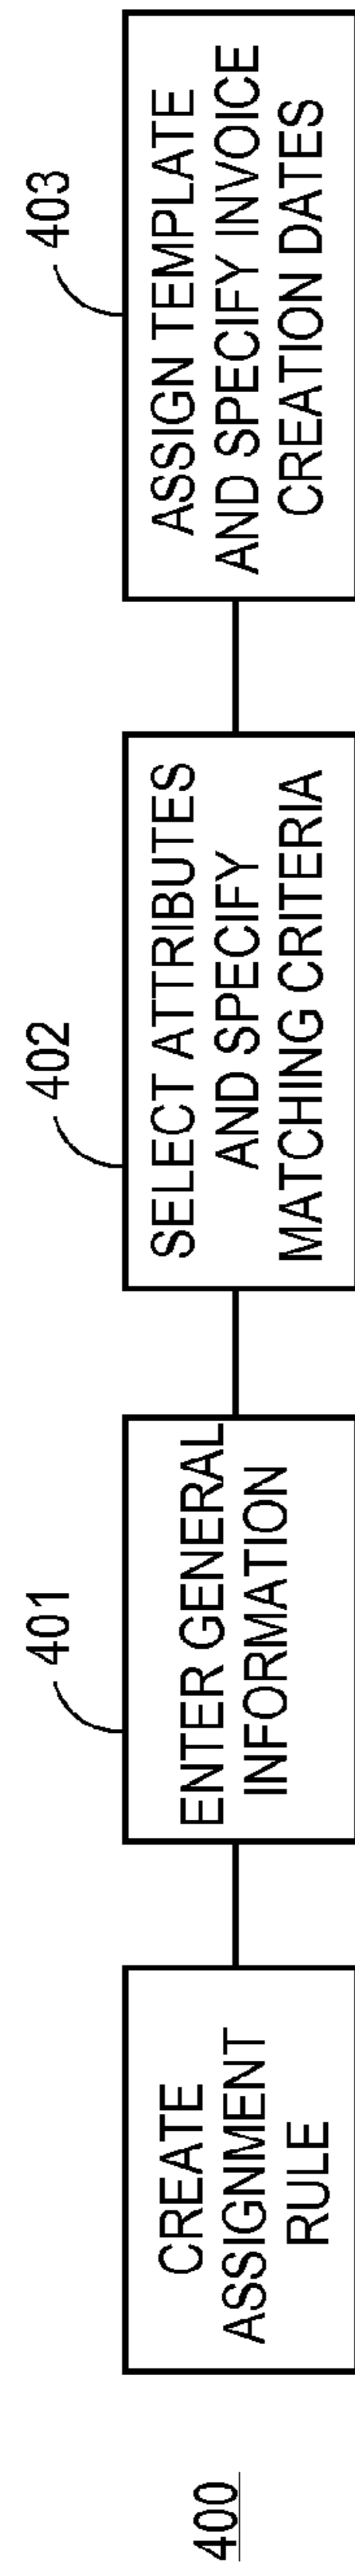 400
CREATE
ASSIGNMENT
RULE
401
ENTER GENERAL
INFORMATION
402
SELECT ATTRIBUTES
AND SPECIFY
MATCHING CRITERIA
403
ASSIGN TEMPLATE
AND SPECIFY INVOICE
CREATION DATES